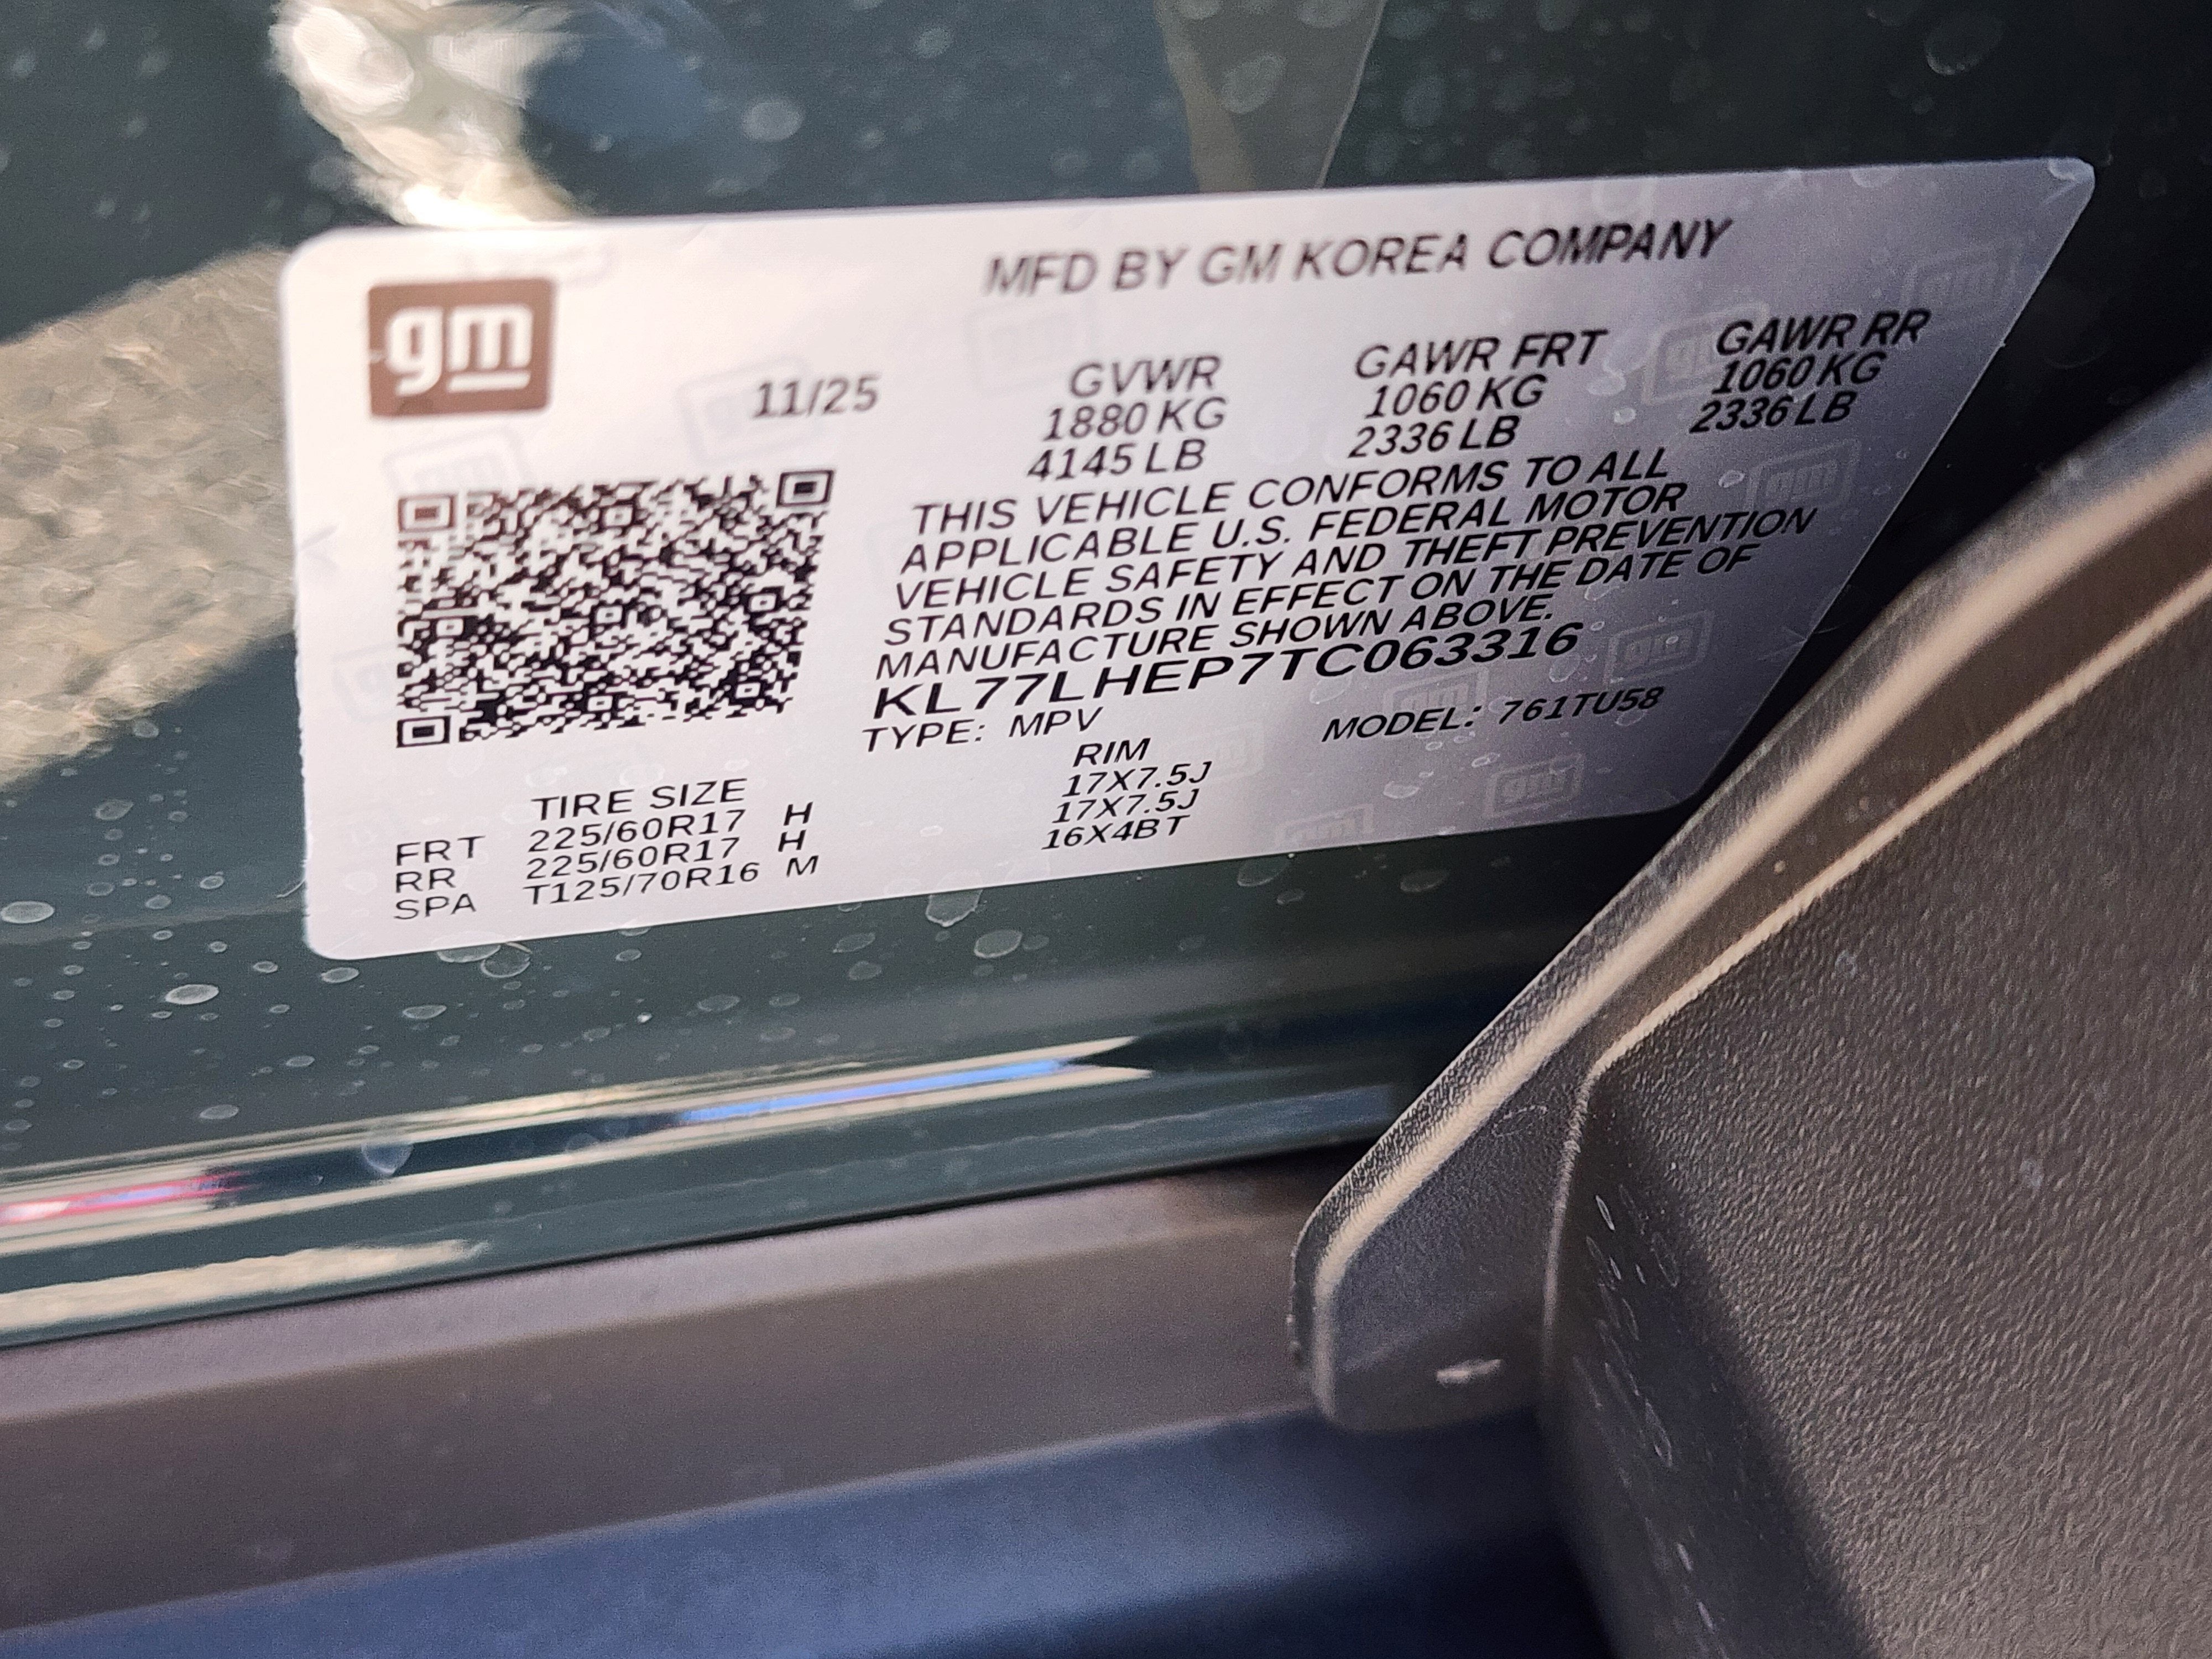 gm
MFD BY GM KOREA COMPANY
11/25 GVWR GAWR FRT GAWR RR
1880 KG 1060 KG 1060 KG
4145 LB 2336 LB 2336 LB
THIS VEHICLE CONFORMS TO ALL
APPLICABLE U.S. FEDERAL MOTOR
VEHICLE SAFETY AND THEFT PREVENTION
STANDARDS IN EFFECT ON THE DATE OF
MANUFACTURE SHOWN ABOVE.
KL77LHEP7TC063316
TYPE: MPV MODEL: 761TU58
TIRE SIZE RIM
FRT 225/60R17 H 17X7.5J
RR 225/60R17 H 17X7.5J
SPA T125/70R16 M 16X4BT